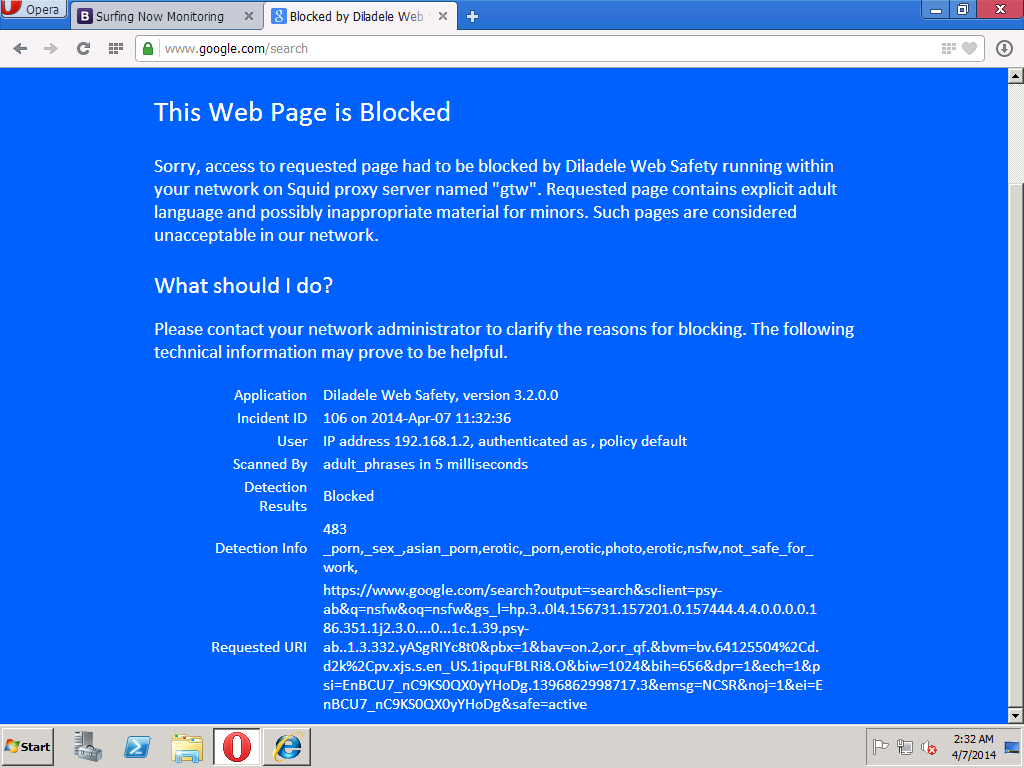 Opera
Surfing Now Monitoring
Blocked by Diladele Web S
www.google.com/search
This Web Page is Blocked
Sorry, access to requested page had to be blocked by Diladele Web Safety running within
your network on Squid proxy server named "gtw". Requested page contains explicit adult
language and possibly inappropriate material for minors. Such pages are considered
unacceptable in our network.
What should I do?
Please contact your network administrator to clarify the reasons for blocking. The following
technical information may prove to be helpful.
Application Diladele Web Safety, version 3.2.0.0
Incident ID 106 on 2014-Apr-07 11:32:36
User IP address 192.168.1.2, authenticated as , policy default
Scanned By adult_phrases in 5 milliseconds
Detection
Results
Blocked
Detection Info
483
_porn,_sex_,asian_porn,erotic,_porn,erotic,photo,erotic,nsfw,not_safe_for_
work,
Requested URI
https://www.google.com/search?output=search&sclient=psy-
ab&q=nsfw&oq=nsfw&gs_l=hp.3..0l4.156731.157201.0.157444.4.4.0.0.0.0.1
86.351.1j2.3.0....0...1c.1.39.psy-
ab..1.3.332.yASgRIYc8t0&pbx=1&bav=on.2,or.r_qf.&bvm=bv.64125504%2Cd.
d2k%2Cpv.xjs.s.en_US.1ipquFBLRi8.O&biw=1024&bih=656&dpr=1&ech=1&p
si=EnBCU7_nC9KS0QX0yYHoDg.1396862998717.3&emsg=NCSR&noj=1&ei=E
nBCU7_nC9KS0QX0yYHoDg&safe=active
Start
2:32 AM
4/7/2014